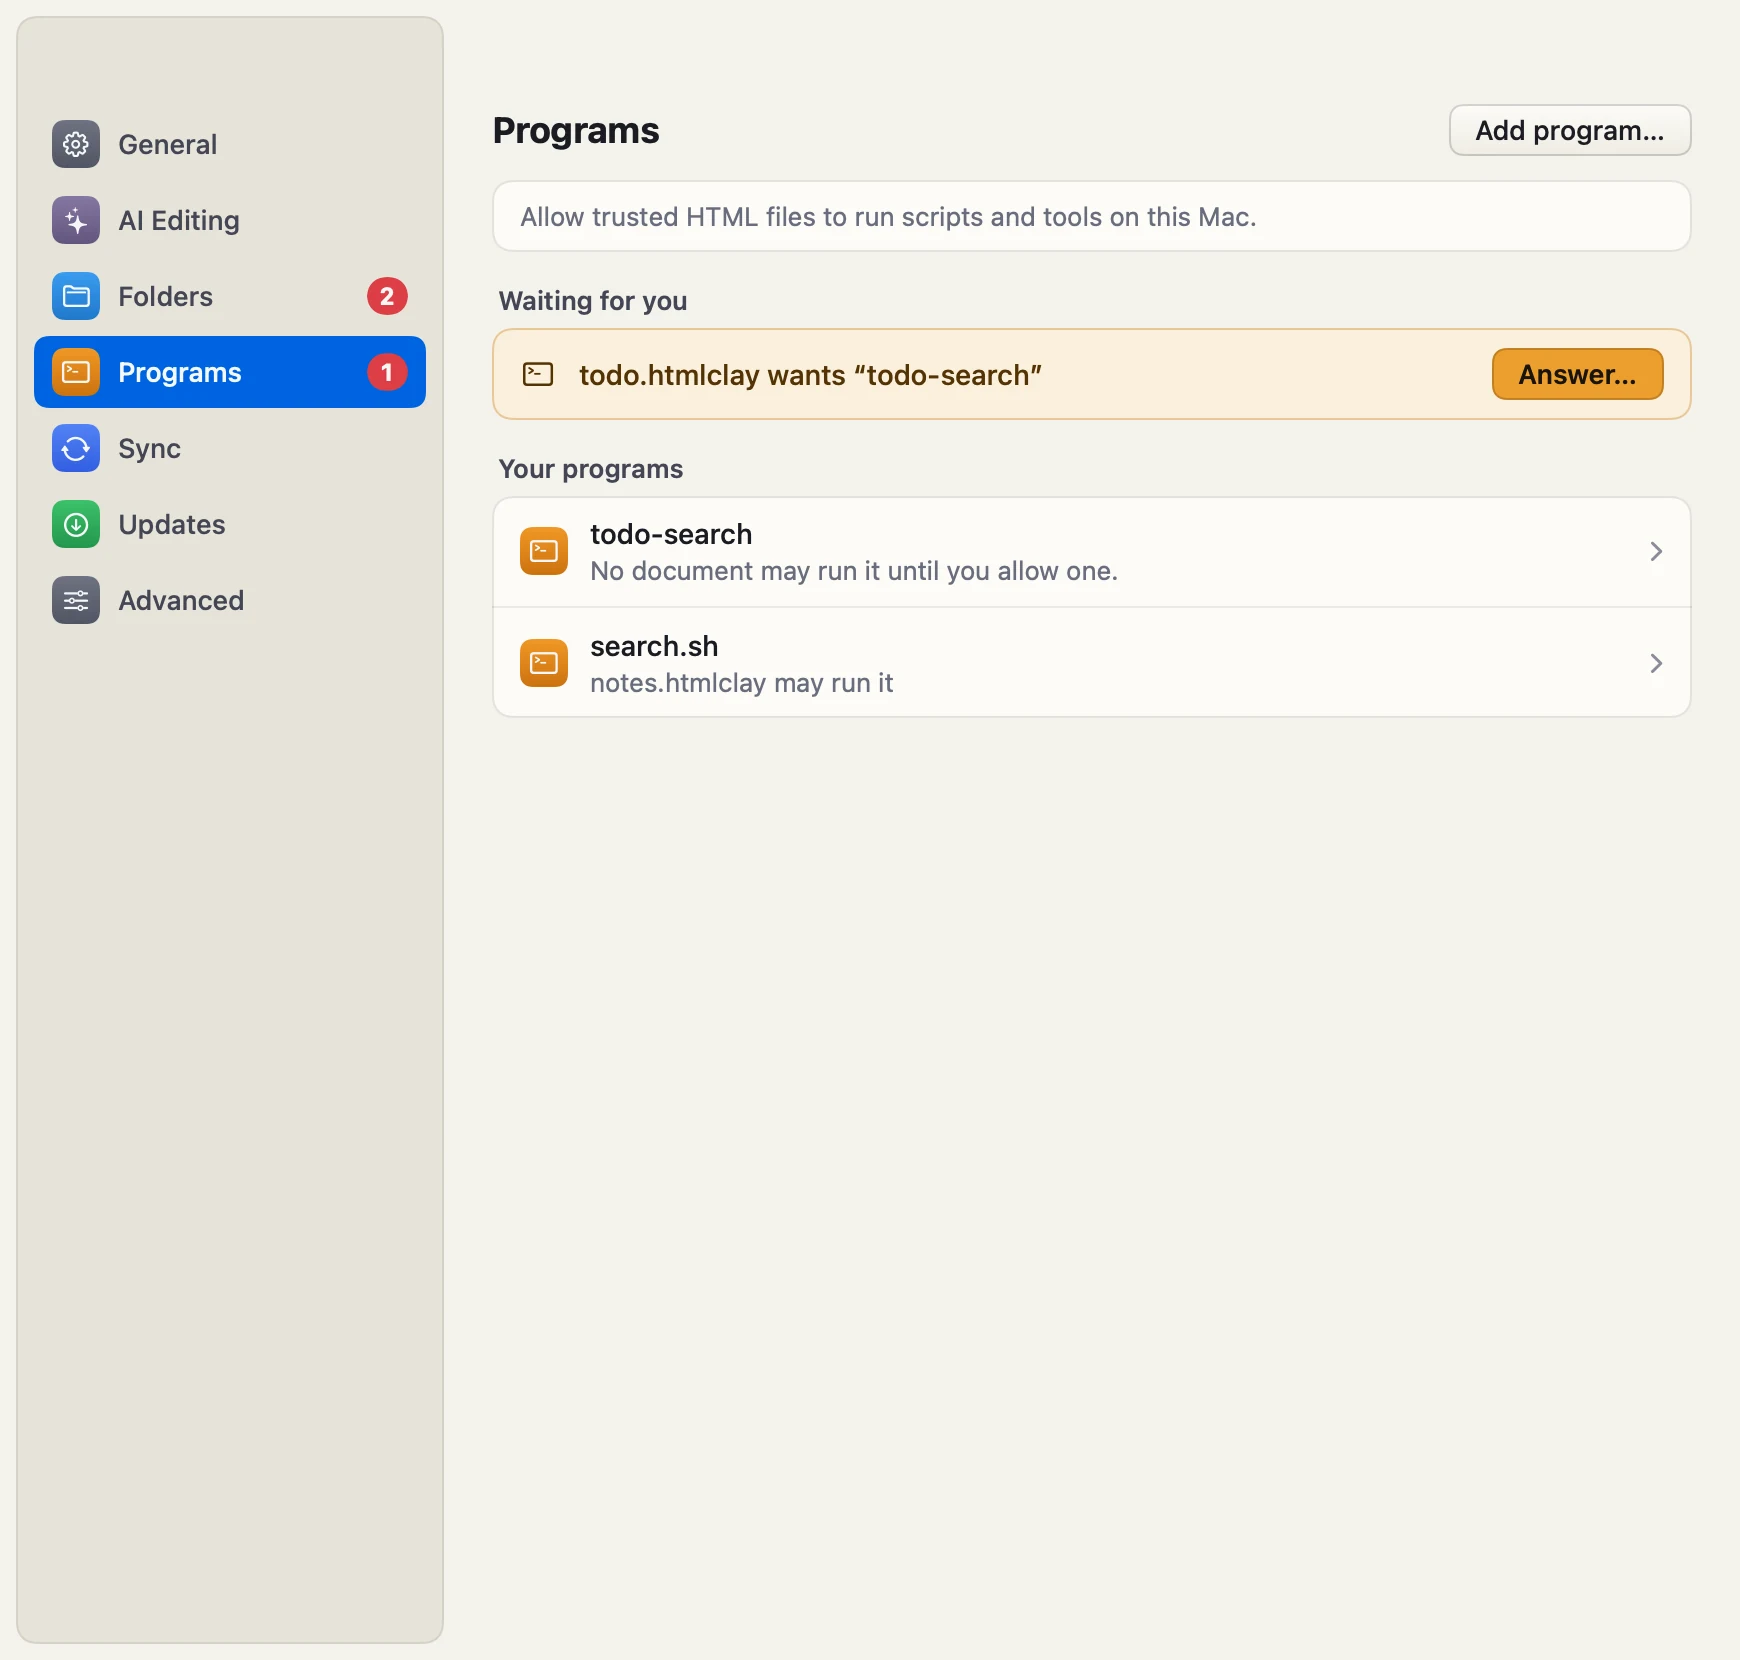 General
AI Editing
Folders
2
Programs
1
Sync
Updates
Advanced
Programs
Add program...
Allow trusted HTML files to run scripts and tools on this Mac.
Waiting for you
todo.htmlclay wants “todo-search”
Answer...
Your programs
todo-search
No document may run it until you allow one.
search.sh
notes.htmlclay may run it